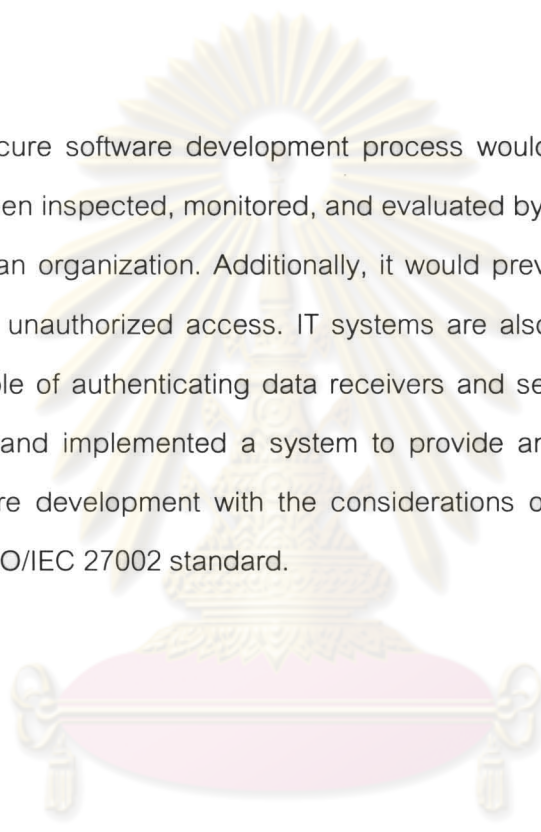 cure software development process would
en inspected, monitored, and evaluated by
an organization. Additionally, it would prev
unauthorized access. IT systems are also
le of authenticating data receivers and se
and implemented a system to provide an
re development with the considerations o
O/IEC 27002 standard.